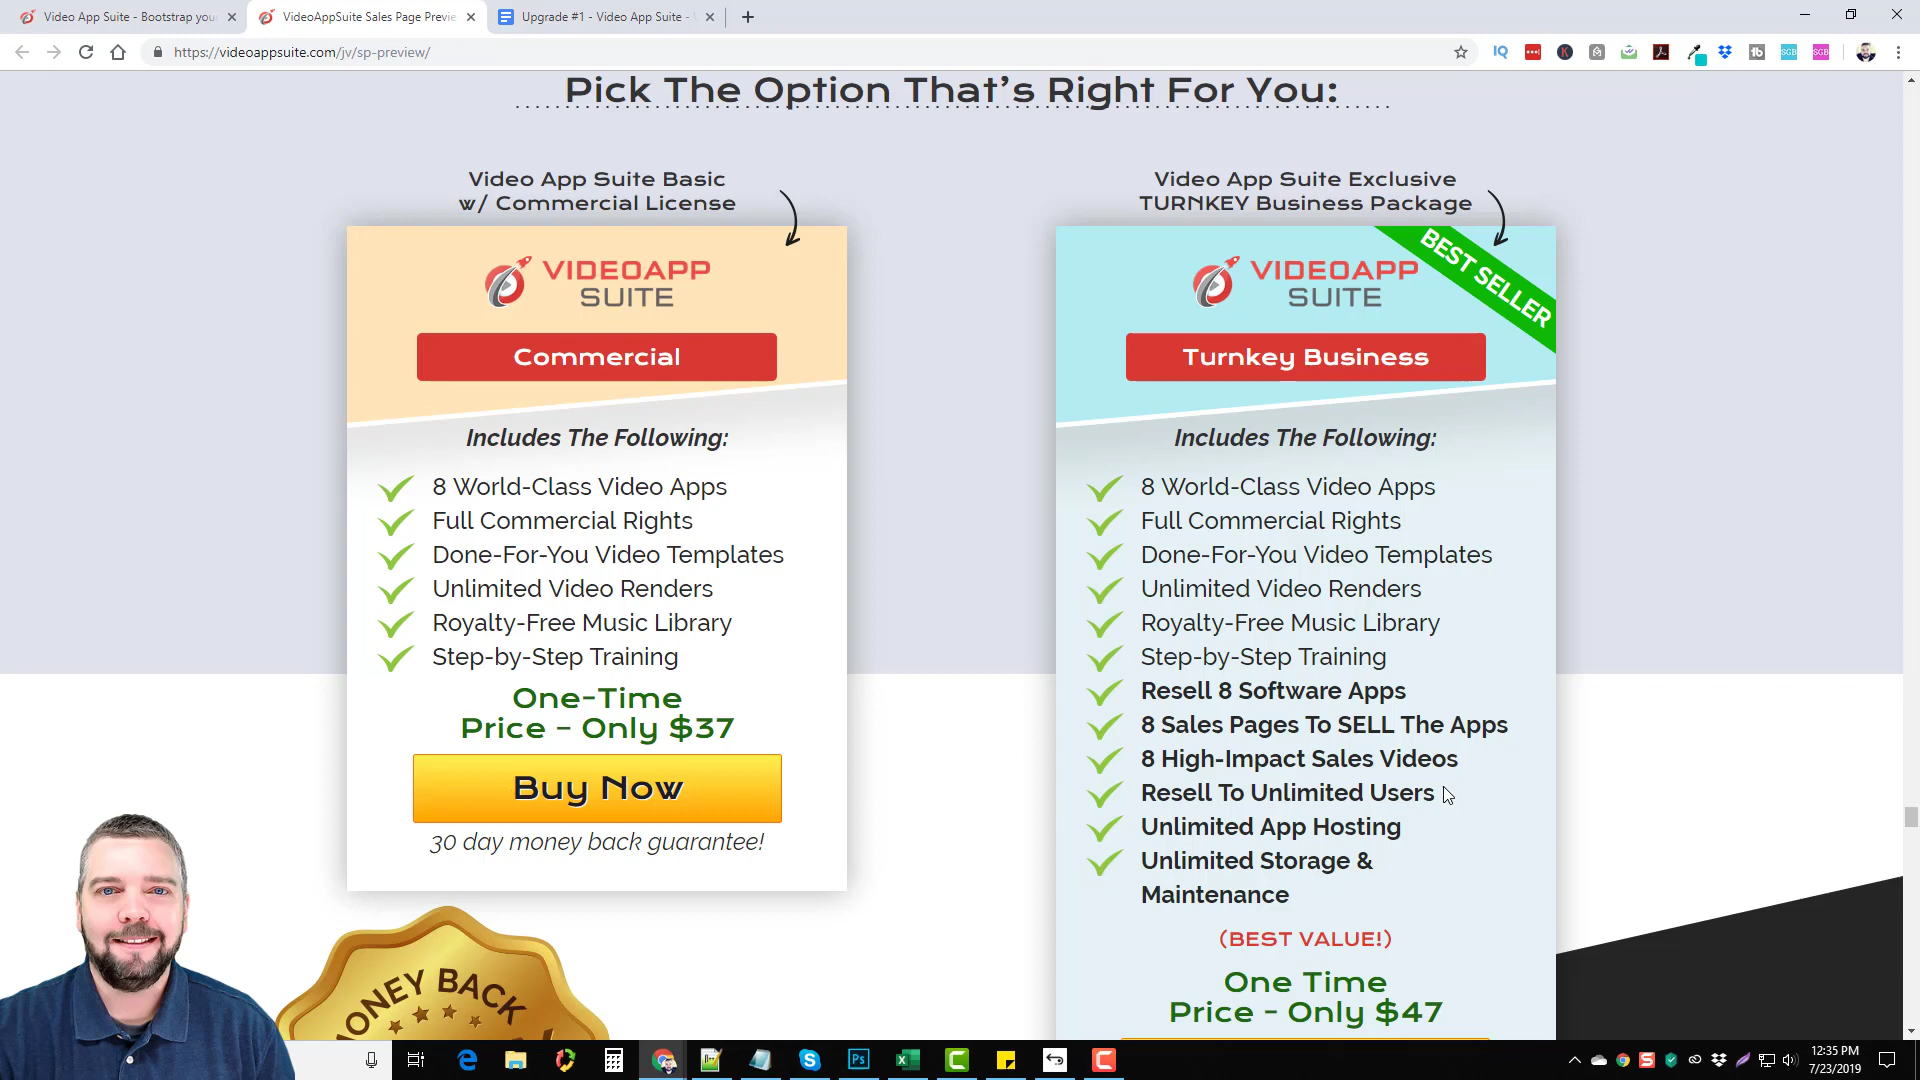 Video App Suite - Bootstrap you
VideoAppSuite Sales Page Previe
Upgrade #1 - Video App Suite -
https://videoappsuite.com/jv/sp-preview/
Pick The Option That's Right For You:
Video App Suite Basic
w/ Commercial License
VIDEOAPP
SUITE
Commercial
Includes The Following:
8 World-Class Video Apps
Full Commercial Rights
Done-For-You Video Templates
Unlimited Video Renders
Royalty-Free Music Library
Step-by-Step Training
One-Time
Price - Only $37
Buy Now
30 day money back guarantee!
MONEY BACK
Video App Suite Exclusive
TURNKEY Business Package
BEST SELLER
VIDEOAPP
SUITE
Turnkey Business
Includes The Following:
8 World-Class Video Apps
Full Commercial Rights
Done-For-You Video Templates
Unlimited Video Renders
Royalty-Free Music Library
Step-by-Step Training
Resell 8 Software Apps
8 Sales Pages To SELL The Apps
8 High-Impact Sales Videos
Resell To Unlimited Users
Unlimited App Hosting
Unlimited Storage &
Maintenance
(BEST VALUE!)
One Time
Price - Only $47
12:35 PM
7/23/2019